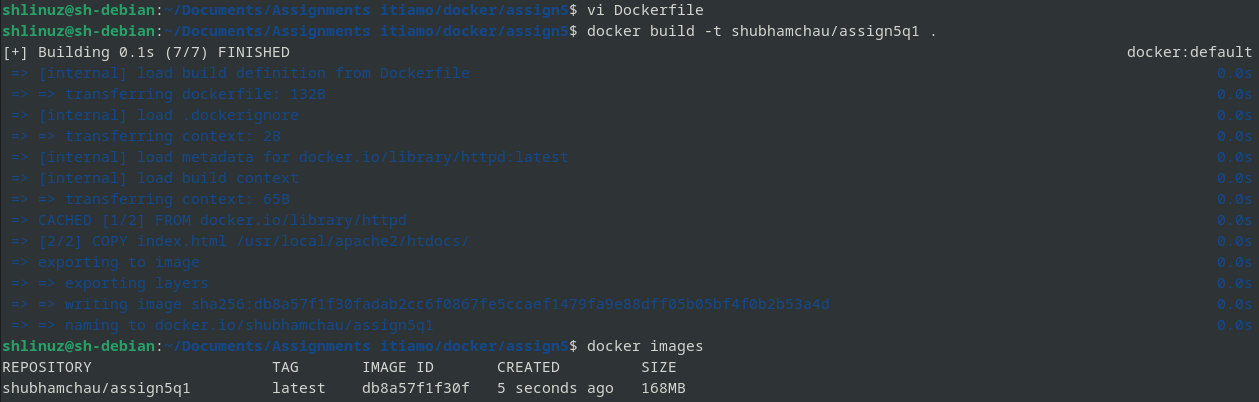 shlinuz@sh-debian:~/Documents/Assignments itiamo/docker/assign5$ vi Dockerfile
shlinuz@sh-debian:~/Documents/Assignments itiamo/docker/assign5$ docker build -t shubhamchau/assign5q1 .
[+] Building 0.1s (7/7) FINISHED docker:default
=> [internal] load build definition from Dockerfile 0.0s
=> => transferring dockerfile: 132B 0.0s
=> [internal] load .dockerignore 0.0s
=> => transferring context: 2B 0.0s
=> [internal] load metadata for docker.io/library/httpd:latest 0.0s
=> [internal] load build context 0.0s
=> => transferring context: 65B 0.0s
=> CACHED [1/2] FROM docker.io/library/httpd 0.0s
=> [2/2] COPY index.html /usr/local/apache2/htdocs/ 0.0s
=> exporting to image 0.0s
=> => exporting layers 0.0s
=> => writing image sha256:db8a57f1f30fadab2cc6f0867fe5ccaef1479fa9e88dff05b05bf4f0b2b53a4d 0.0s
=> => naming to docker.io/shubhamchau/assign5q1 0.0s
shlinuz@sh-debian:~/Documents/Assignments itiamo/docker/assign5$ docker images
REPOSITORY TAG IMAGE ID CREATED SIZE
shubhamchau/assign5q1 latest db8a57f1f30f 5 seconds ago 168MB